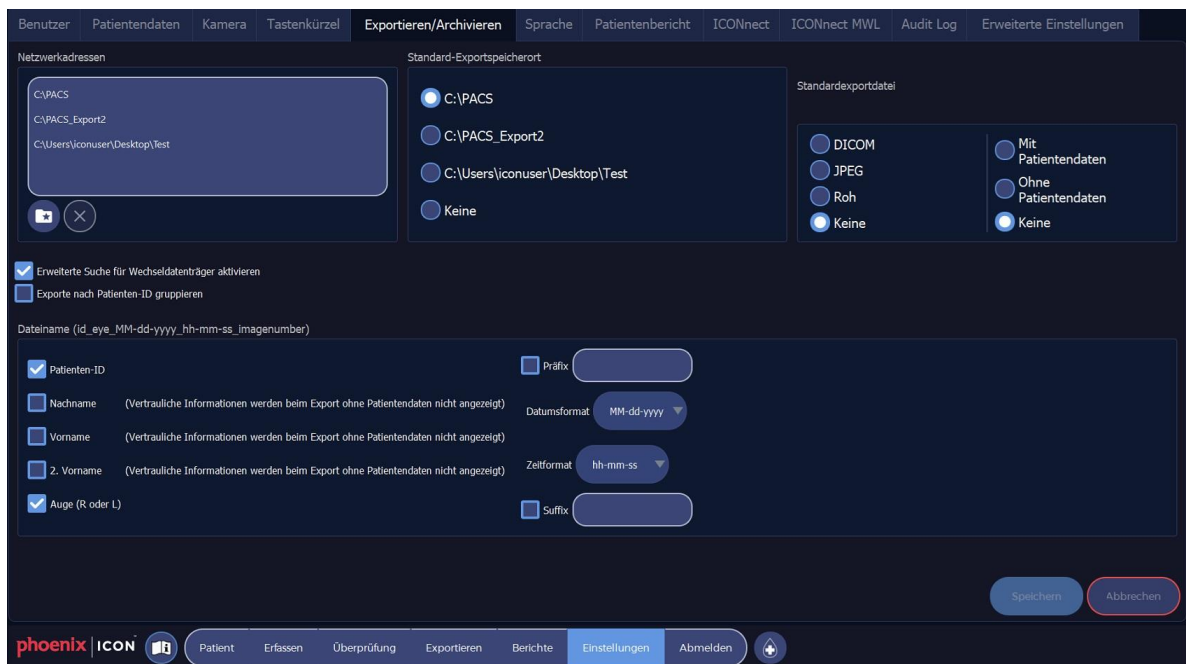 Benutzer Patientendaten Kamera Tastenkürzel Exportieren/Archivieren Sprache Patientenbericht ICONnect ICONnect MWL Audit Log Erweiterte Einstellungen
Netzwerkadressen
C:\PACS
C:\PACS_Export2
C:\Users\iconuser\Desktop\Test
Standard-Exportspeicherort
C:\PACS
C:\PACS_Export2
C:\Users\iconuser\Desktop\Test
Keine
Standardexportdatei
DICOM
JPEG
Roh
Keine
Mit
Patientendaten
Ohne
Patientendaten
Keine
Erweiterte Suche für Wechseldatenträger aktivieren
Exporte nach Patienten-ID gruppieren
Dateiname (id_eye_MM-dd-yyyy_hh-mm-ss_imagenumber)
Patienten-ID
Nachname (Vertrauliche Informationen werden beim Export ohne Patientendaten nicht angezeigt)
Vorname (Vertrauliche Informationen werden beim Export ohne Patientendaten nicht angezeigt)
2. Vorname (Vertrauliche Informationen werden beim Export ohne Patientendaten nicht angezeigt)
Auge (R oder L)
Präfix
Datumsformat MM-dd-yyyy
Zeitformat hh-mm-ss
Suffix
Speichern Abbrechen
phoenix ICON Patient Erfassen Überprüfung Exportieren Berichte Einstellungen Abmelden